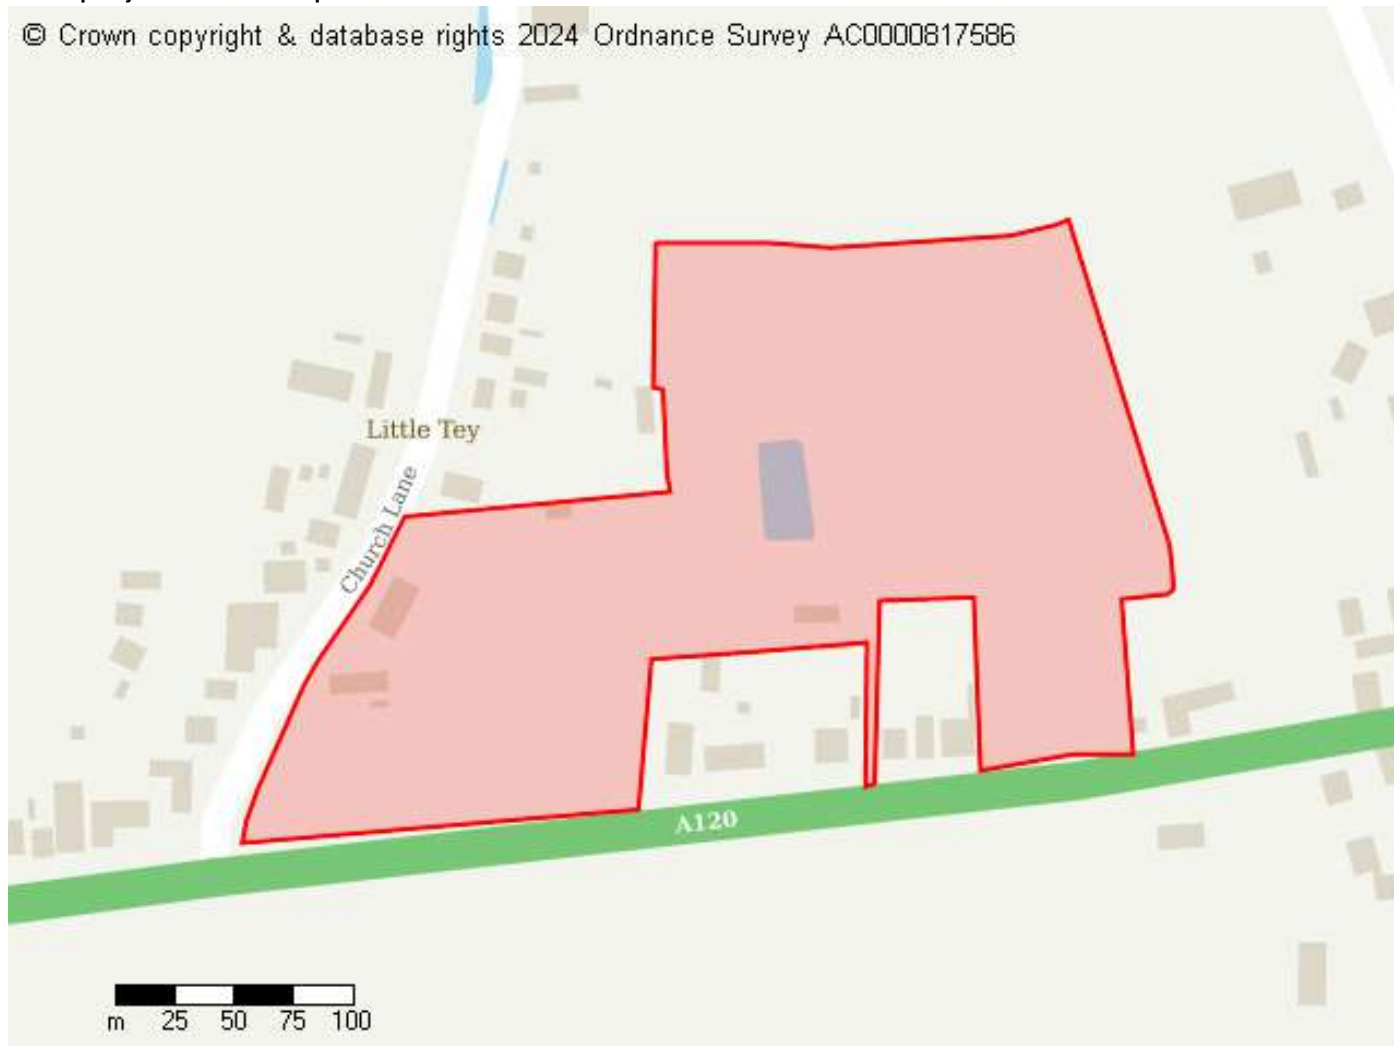 © Crown copyright & database rights 2024 Ordnance Survey AC0000817586
Little Tey
Church Lane
A120
m 25 50 75 100